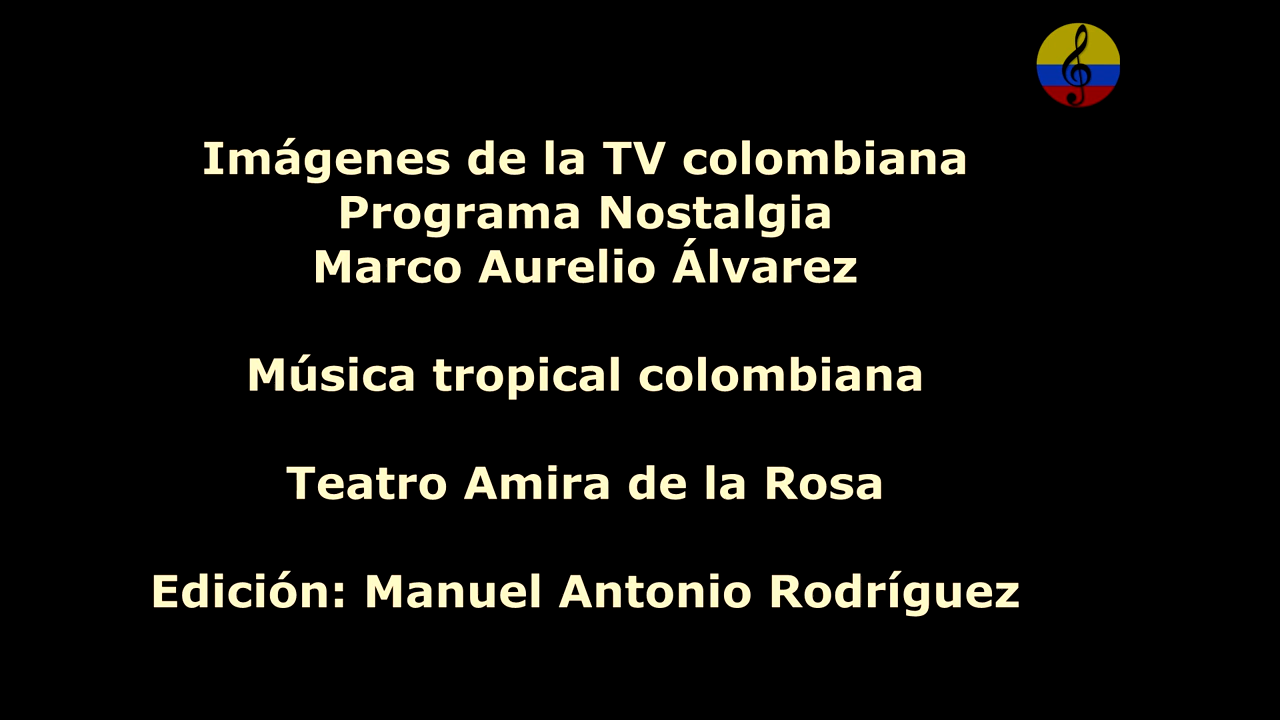 Imágenes de la TV colombiana
Programa Nostalgia
Marco Aurelio Álvarez
Música tropical colombiana
Teatro Amira de la Rosa
Edición: Manuel Antonio Rodríguez